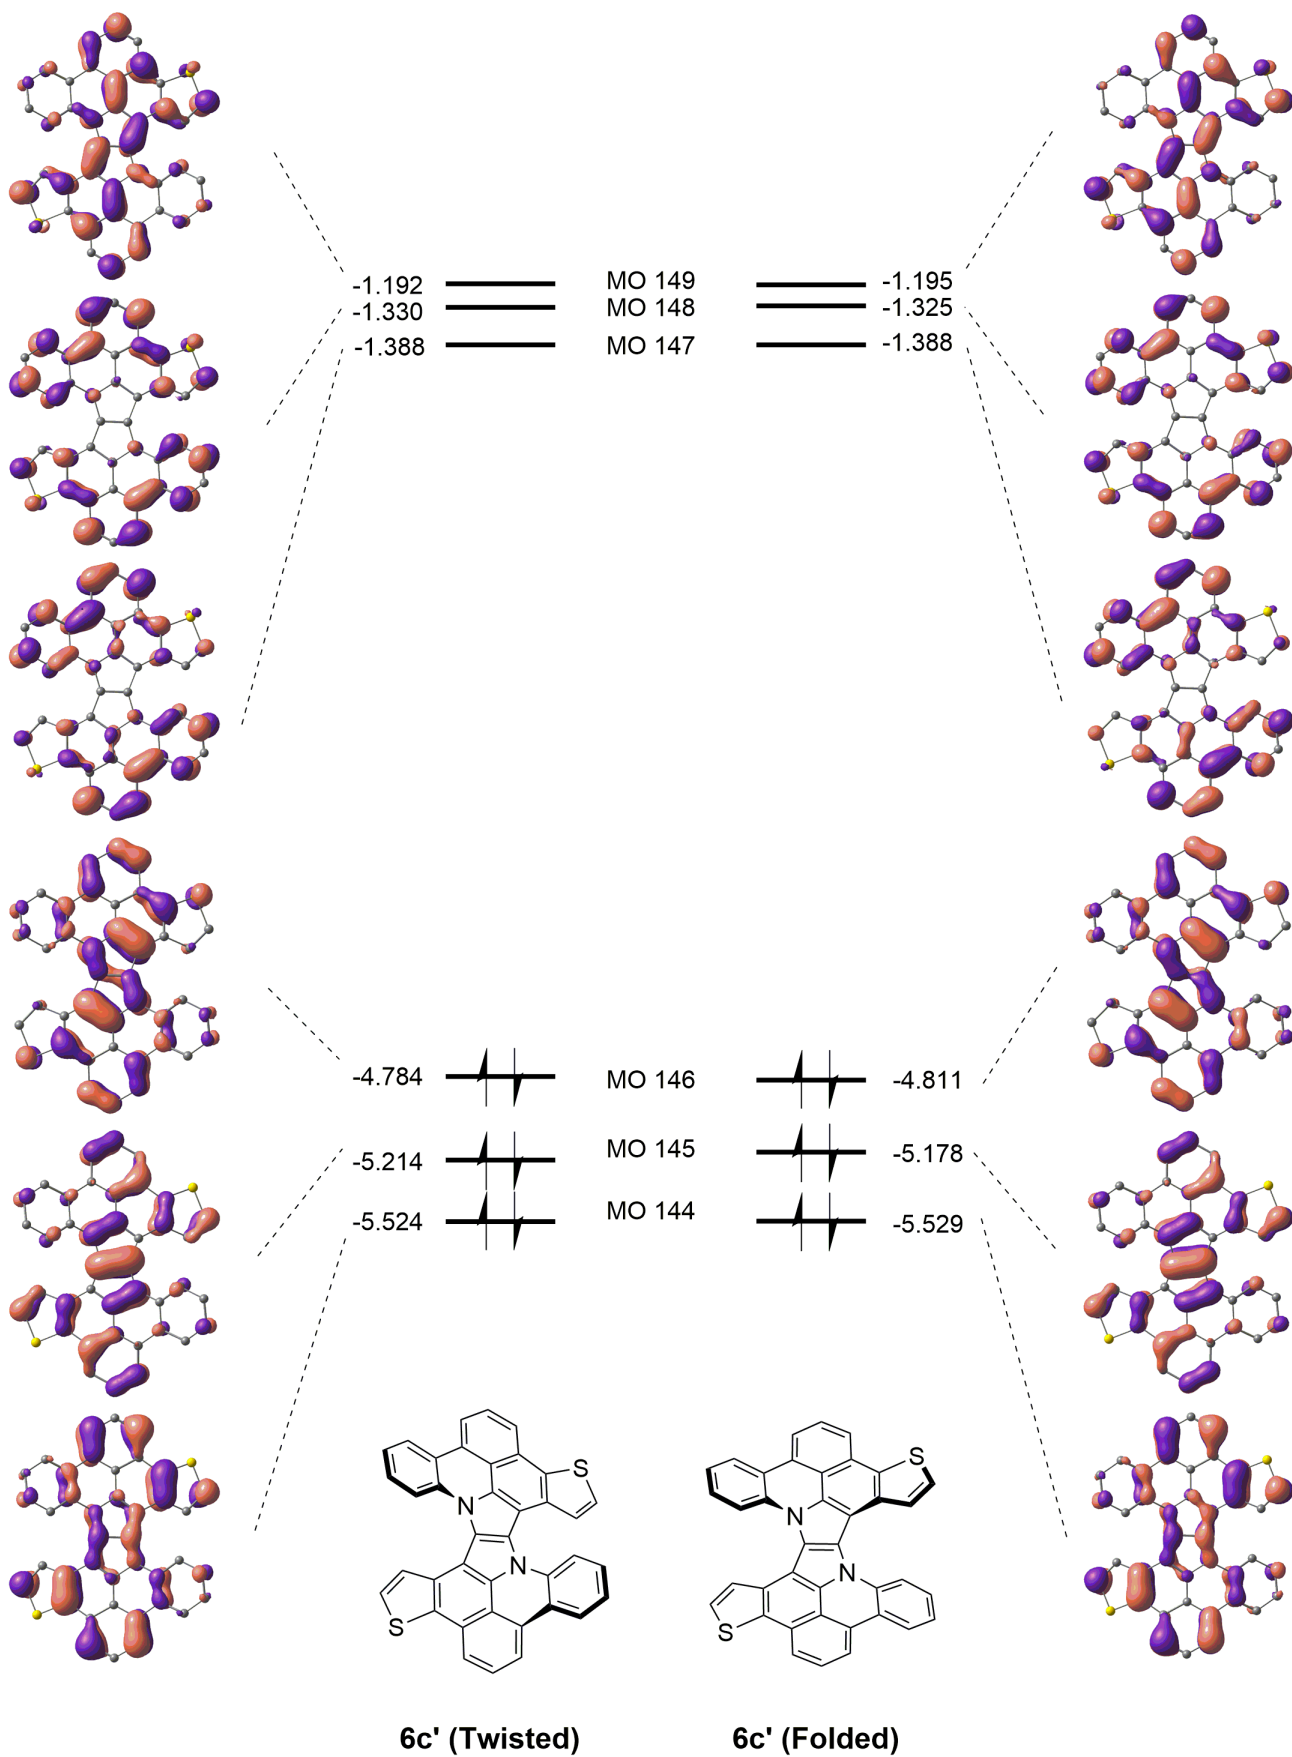 -1.192 MO 149 -1.195
-1.330 MO 148 -1.325
-1.388 MO 147 -1.388
-4.784 MO 146 -4.811
-5.214 MO 145 -5.178
-5.524 MO 144 -5.529
S S
N N
N N
S S
6c' (Twisted) 6c' (Folded)